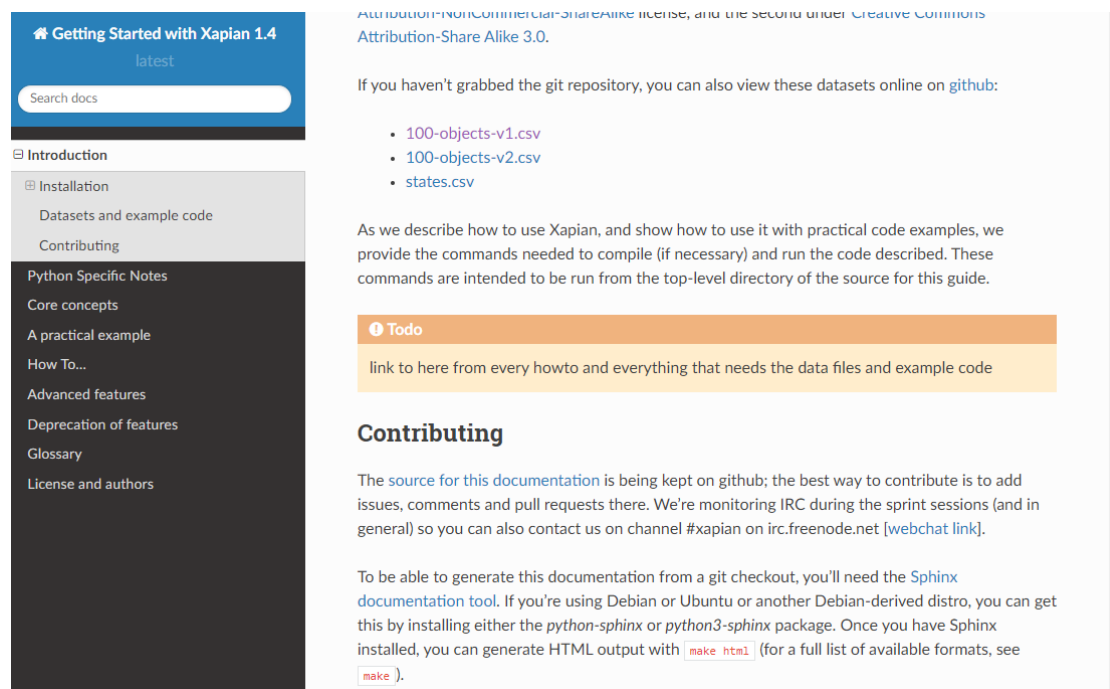 Getting Started with Xapian 1.4
latest
Search docs
Introduction
Installation
Datasets and example code
Contributing
Python Specific Notes
Core concepts
A practical example
How To...
Advanced features
Deprecation of features
Glossary
License and authors
Attribution-NonCommercial-ShareAlike license, and the second under Creative Commons
Attribution-Share Alike 3.0.
If you haven't grabbed the git repository, you can also view these datasets online on github:
• 100-objects-v1.csv
• 100-objects-v2.csv
• states.csv
As we describe how to use Xapian, and show how to use it with practical code examples, we
provide the commands needed to compile (if necessary) and run the code described. These
commands are intended to be run from the top-level directory of the source for this guide.
Todo
link to here from every howto and everything that needs the data files and example code
Contributing
The source for this documentation is being kept on github; the best way to contribute is to add
issues, comments and pull requests there. We're monitoring IRC during the sprint sessions (and in
general) so you can also contact us on channel #xapian on irc.freenode.net [webchat link].
To be able to generate this documentation from a git checkout, you'll need the Sphinx
documentation tool. If you're using Debian or Ubuntu or another Debian-derived distro, you can get
this by installing either the python-sphinx or python3-sphinx package. Once you have Sphinx
installed, you can generate HTML output with make html (for a full list of available formats, see
make ).